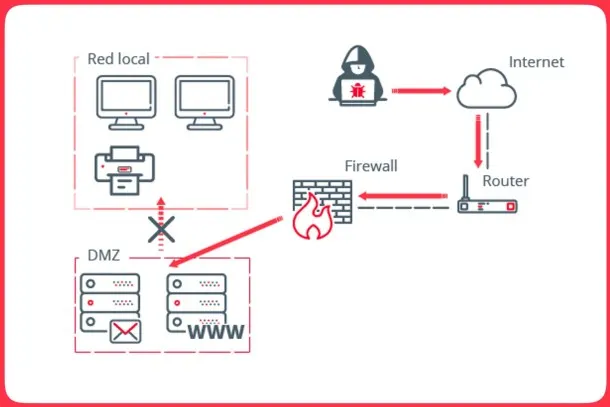 Red local
Internet
Firewall
Router
DMZ
WWW